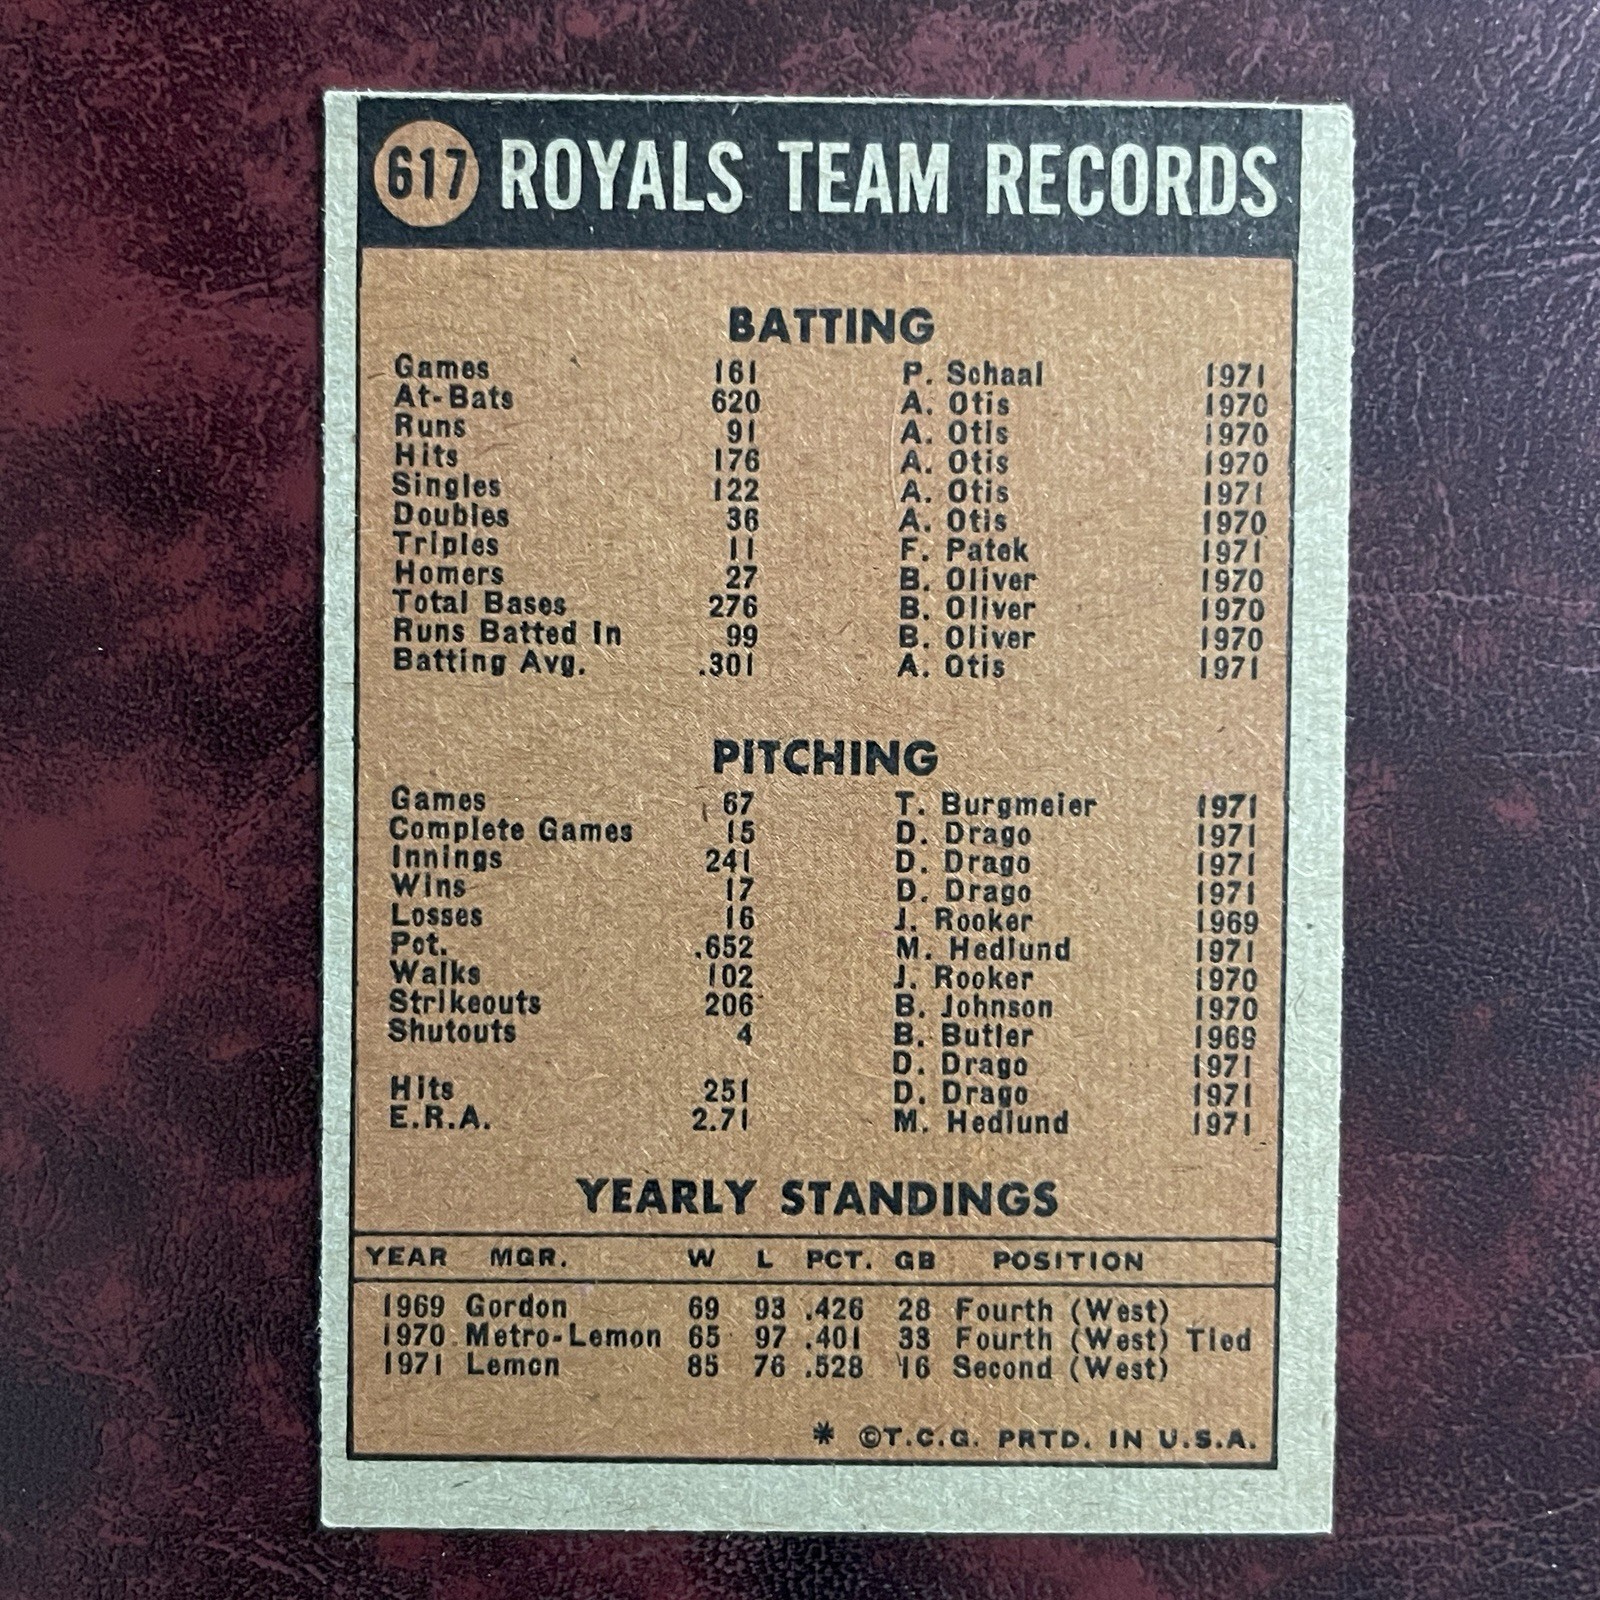 617 ROYALS TEAM RECORDS
BATTING
Games 161 P. Schaal 1971
At-Bats 620 A. Otis 1970
Runs 91 A. Otis 1970
Hits 176 A. Otis 1970
Singles 122 A. Otis 1971
Doubles 36 A. Otis 1970
Triples 11 F. Patek 1971
Homers 27 B. Oliver 1970
Total Bases 276 B. Oliver 1970
Runs Batted In 99 B. Oliver 1970
Batting Avg. .301 A. Otis 1971
PITCHING
Games 67 T. Burgmeier 1971
Complete Games 15 D. Drago 1971
Innings 241 D. Drago 1971
Wins 17 D. Drago 1971
Losses 16 J. Rooker 1969
Pct. .652 M. Hedlund 1971
Walks 102 J. Rooker 1970
Strikeouts 206 B. Johnson 1970
Shutouts 4 B. Butler 1969
D. Drago 1971
Hits 251 D. Drago 1971
E.R.A. 2.71 M. Hedlund 1971
YEARLY STANDINGS
YEAR MGR. W L PCT. GB POSITION
1969 Gordon 69 93 .426 28 Fourth (West)
1970 Metro-Lemon 65 97 .401 33 Fourth (West) Tied
1971 Lemon 85 76 .528 16 Second (West)
* ©T.C.G. PRTD. IN U.S.A.